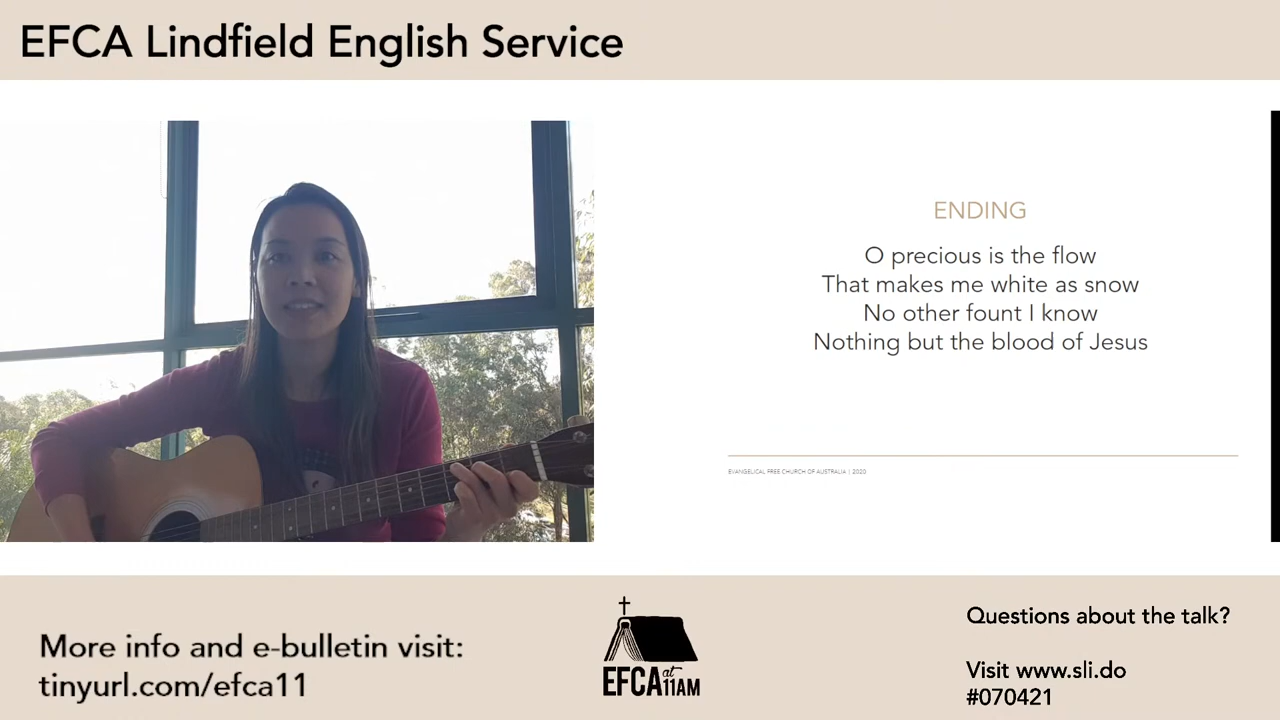 EFCA Lindfield English Service
ENDING
O precious is the flow
That makes me white as snow
No other fount I know
Nothing but the blood of Jesus
EVANGELICAL FREE CHURCH OF AUSTRALIA | 2020
More info and e-bulletin visit:
tinyurl.com/efca11
EFCA at 11AM
Questions about the talk?
Visit www.sli.do
#070421